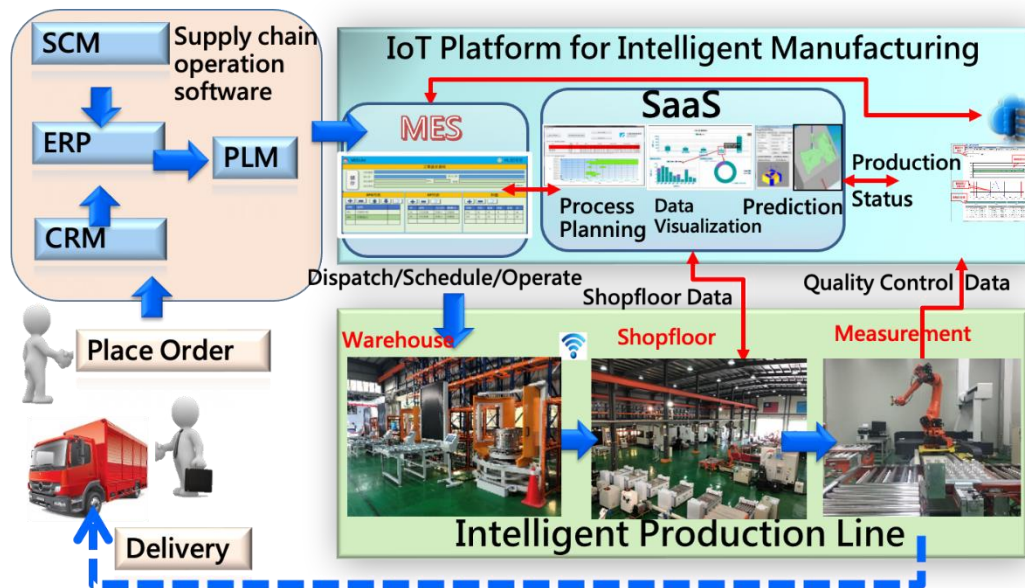 SCM
Supply chain
operation
software
ERP
PLM
CRM
Place Order
Delivery
IoT Platform for Intelligent Manufacturing
MES
SaaS
Process
Planning
Data
Visualization
Prediction
Production
Status
Dispatch/Schedule/Operate
Shopfloor Data
Quality Control Data
Warehouse
Shopfloor
Measurement
Intelligent Production Line